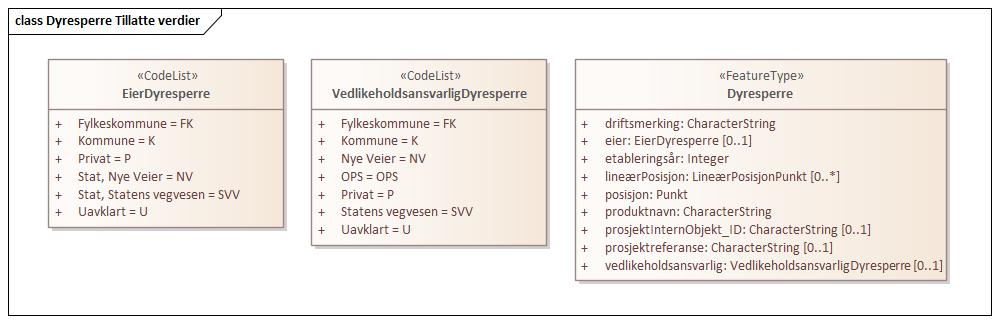 class Dyresperre Tillatte verdier
«CodeList»
EierDyresperre
+ Fylkeskommune = FK
+ Kommune = K
+ Privat = P
+ Stat, Nye Veier = NV
+ Stat, Statens vegvesen = SVV
+ Uavklart = U
«CodeList»
VedlikeholdsansvarligDyresperre
+ Fylkeskommune = FK
+ Kommune = K
+ Nye Veier = NV
+ OPS = OPS
+ Privat = P
+ Statens vegvesen = SVV
+ Uavklart = U
«FeatureType»
Dyresperre
+ driftsmerking: CharacterString
+ eier: EierDyresperre [0..1]
+ etableringsår: Integer
+ lineærPosisjon: LineærPosisjonPunkt [0..*]
+ posisjon: Punkt
+ produktnavn: CharacterString
+ prosjektInternObjekt_ID: CharacterString [0..1]
+ prosjektreferanse: CharacterString [0..1]
+ vedlikeholdsansvarlig: VedlikeholdsansvarligDyresperre [0..1]